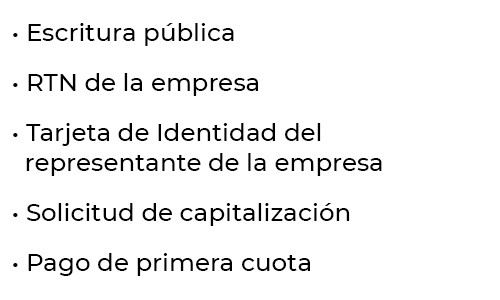 • Escritura pública
• RTN de la empresa
• Tarjeta de Identidad del
representante de la empresa
• Solicitud de capitalización
• Pago de primera cuota